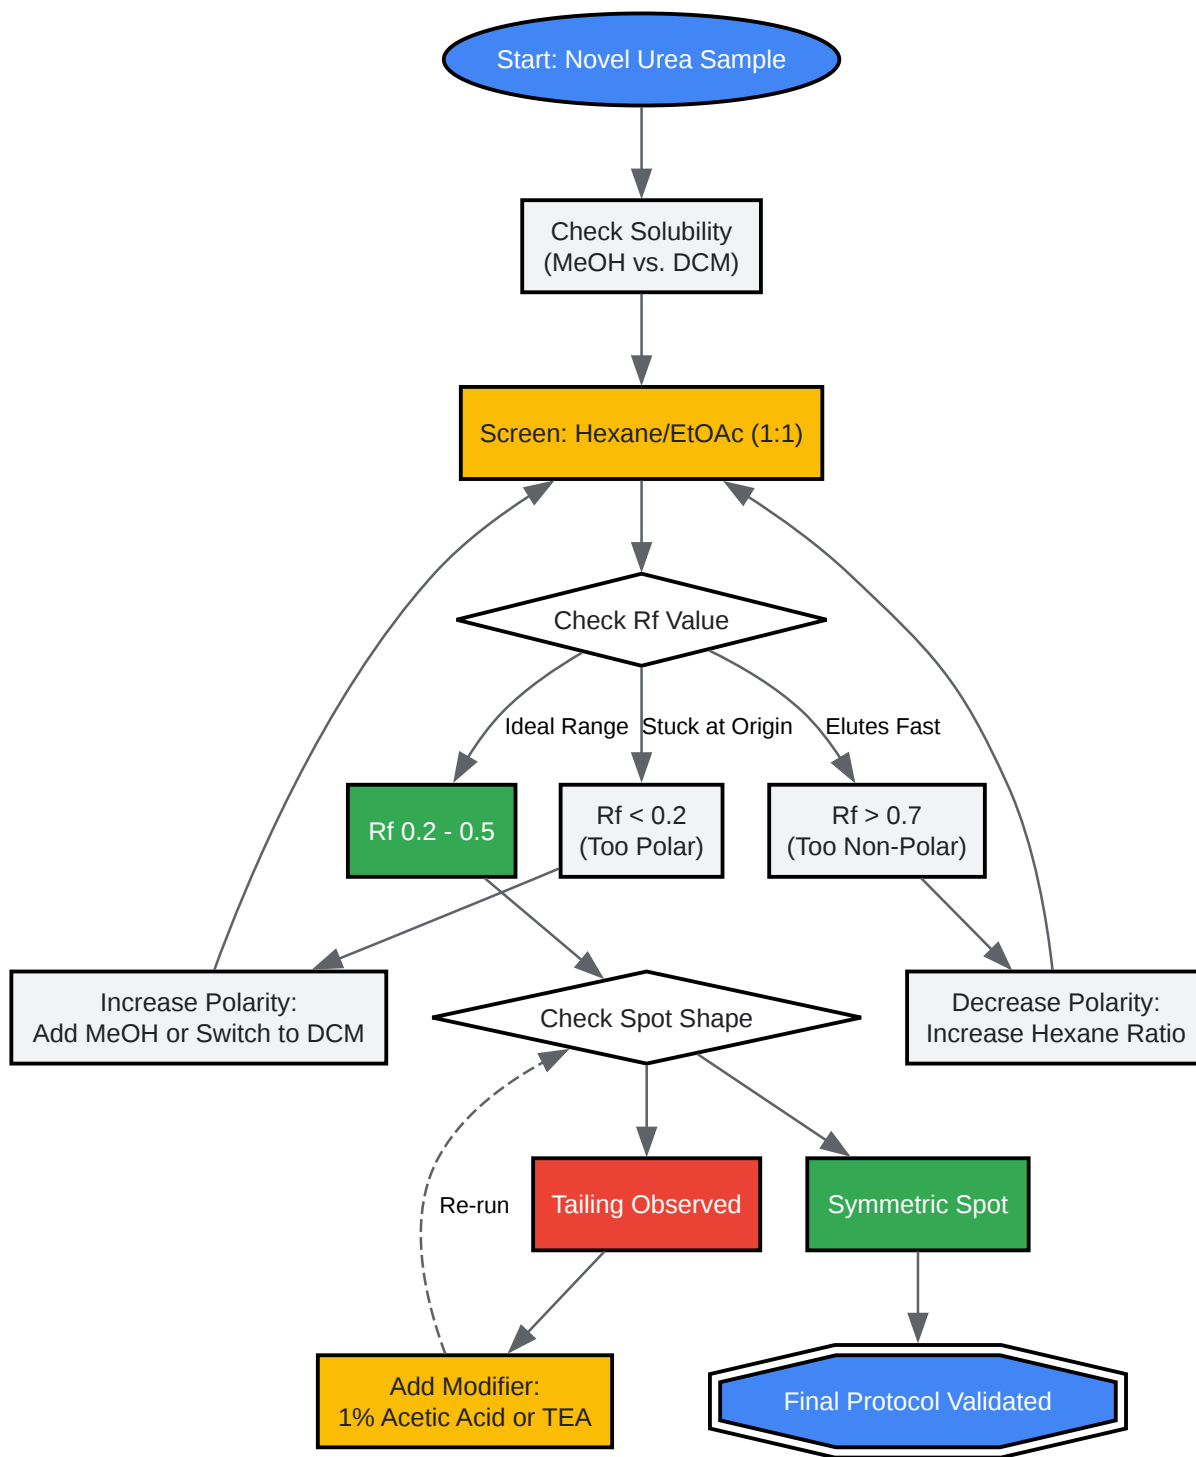 Start: Novel Urea Sample
Check Solubility
(MeOH vs. DCM)
Screen: Hexane/EtOAc (1:1)
Check Rf Value
Ideal Range
Stuck at Origin
Elutes Fast
Rf 0.2 - 0.5
Rf < 0.2
(Too Polar)
Rf > 0.7
(Too Non-Polar)
Increase Polarity:
Add MeOH or Switch to DCM
Check Spot Shape
Decrease Polarity:
Increase Hexane Ratio
Re-run
Tailing Observed
Symmetric Spot
Add Modifier:
1% Acetic Acid or TEA
Final Protocol Validated